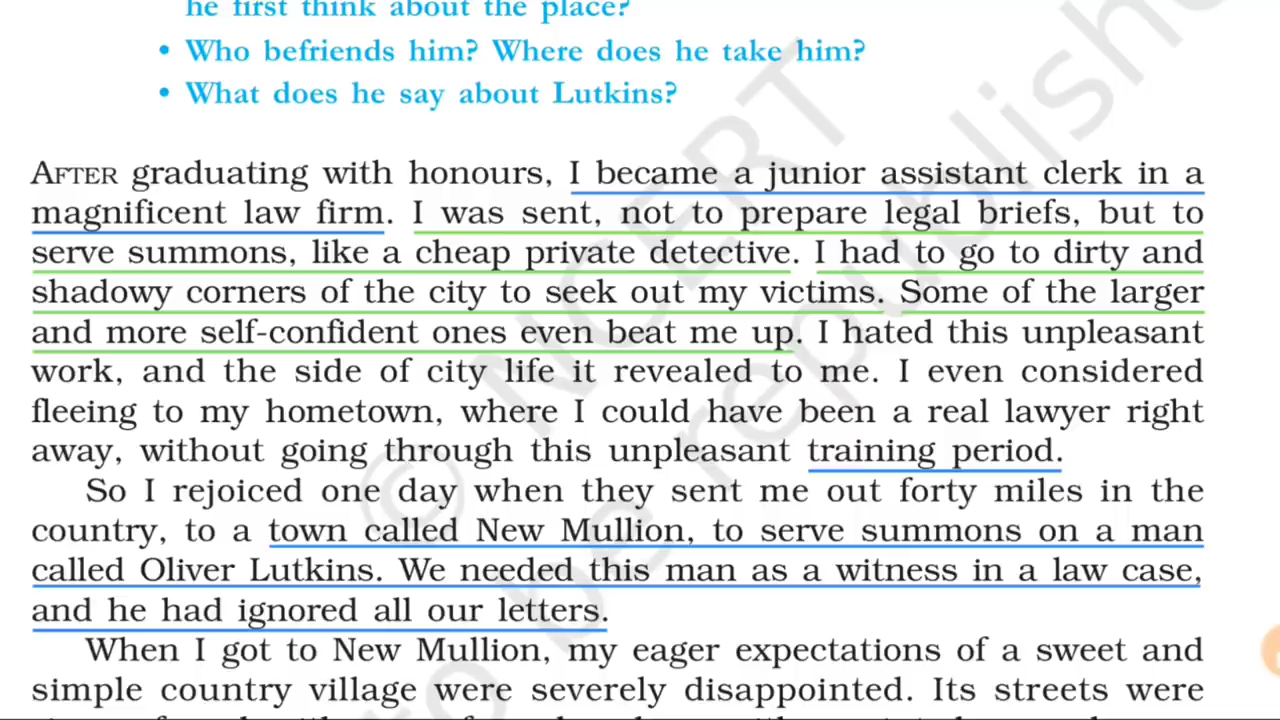 he first think about the place?
• Who befriends him? Where does he take him?
• What does he say about Lutkins?
AFTER graduating with honours, I became a junior assistant clerk in a
magnificent law firm. I was sent, not to prepare legal briefs, but to
serve summons, like a cheap private detective. I had to go to dirty and
shadowy corners of the city to seek out my victims. Some of the larger
and more self-confident ones even beat me up. I hated this unpleasant
work, and the side of city life it revealed to me. I even considered
fleeing to my hometown, where I could have been a real lawyer right
away, without going through this unpleasant training period.
So I rejoiced one day when they sent me out forty miles in the
country, to a town called New Mullion, to serve summons on a man
called Oliver Lutkins. We needed this man as a witness in a law case,
and he had ignored all our letters.
When I got to New Mullion, my eager expectations of a sweet and
simple country village were severely disappointed. Its streets were
© NCERT
to be republished